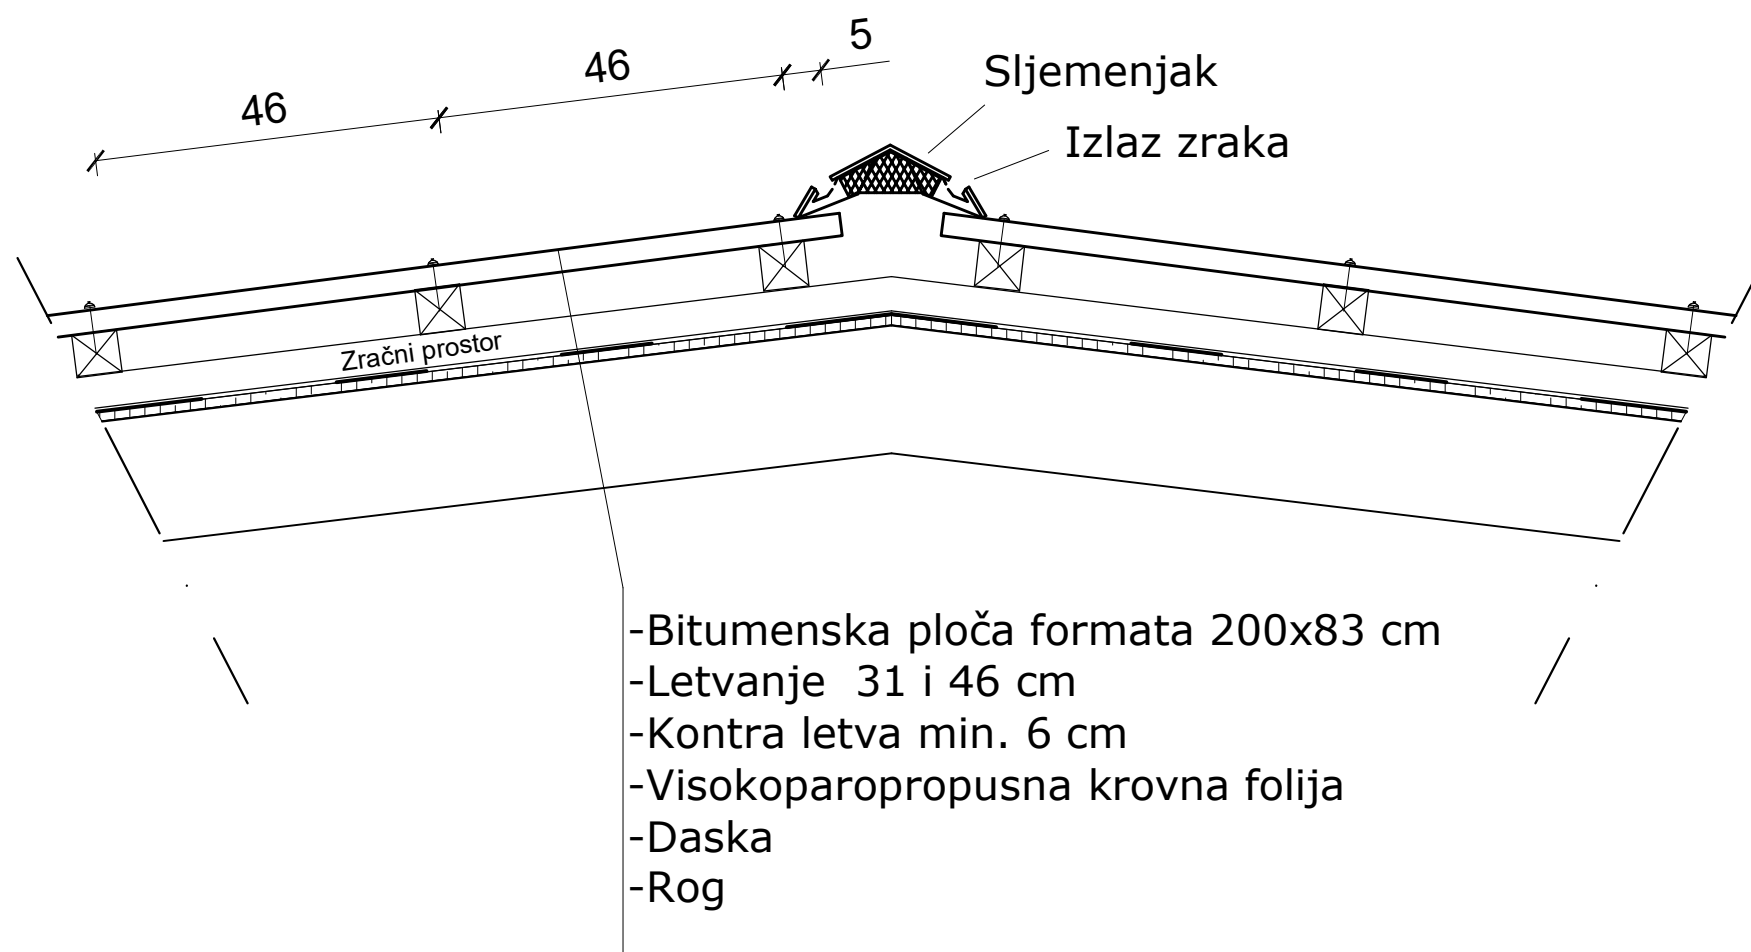 46
46
5
Sljemenjak
Izlaz zraka
Zračni prostor
-Bitumenska ploča formata 200x83 cm
-Letvanje  31 i 46 cm
-Kontra letva min. 6 cm
-Visokoparopropusna krovna folija
-Daska
-Rog